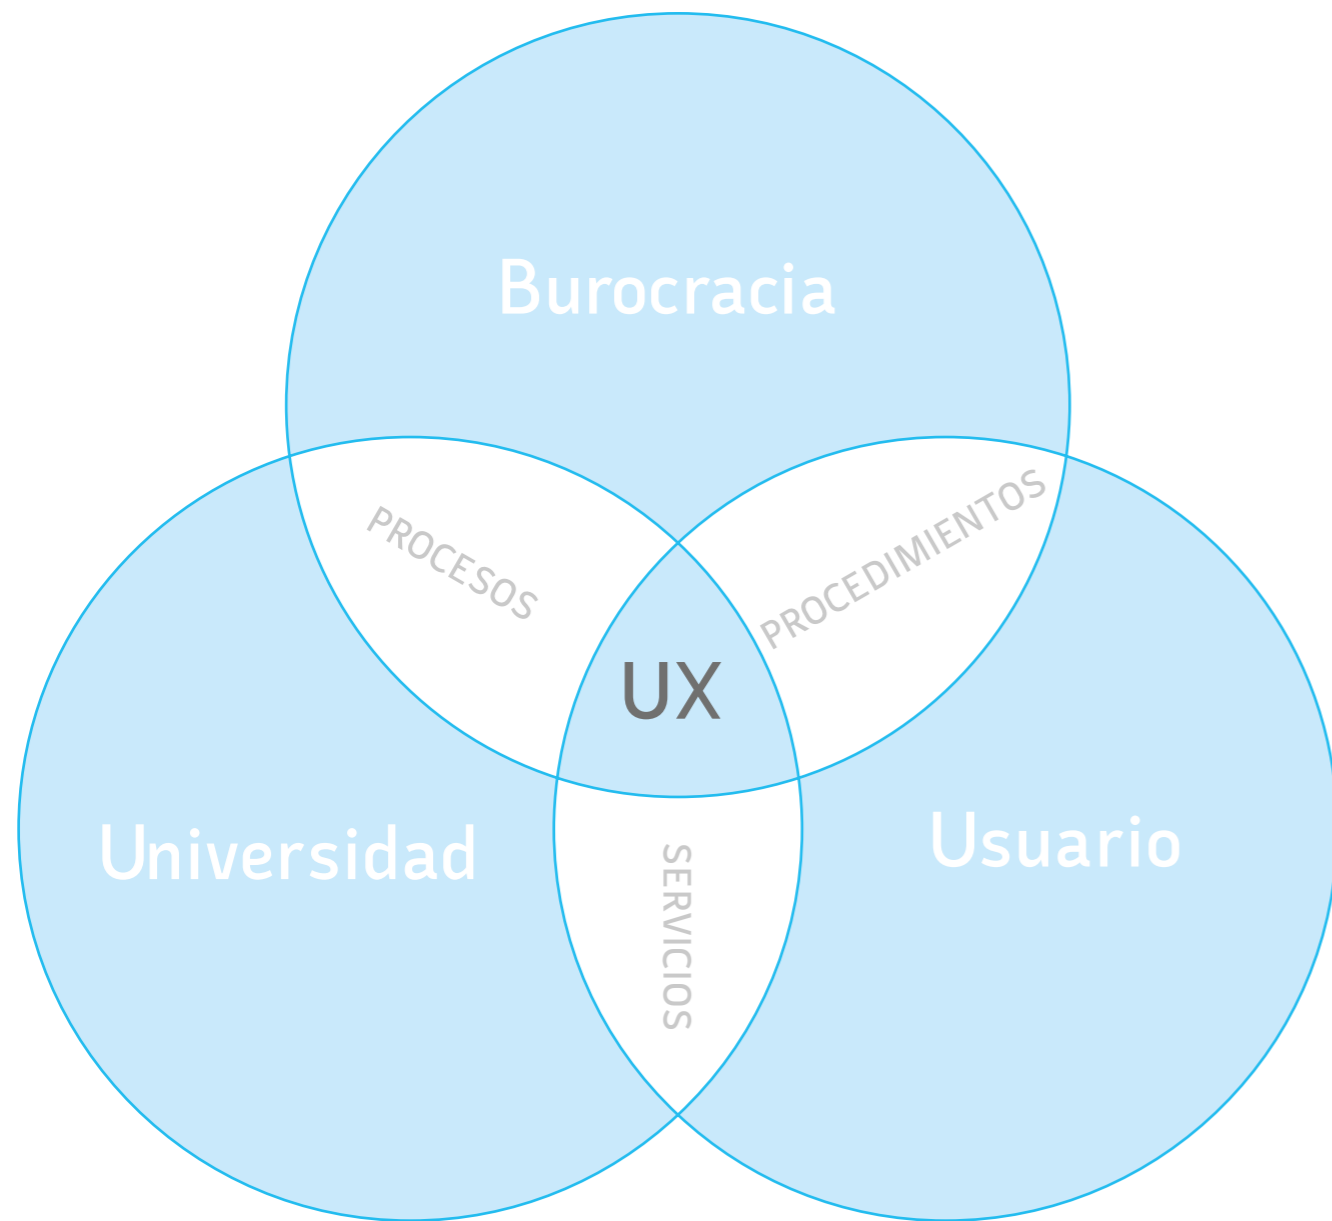 Burocracia
PROCESOS
PROCEDIMIENTOS
UX
Universidad
Usuario
SERVICIOS